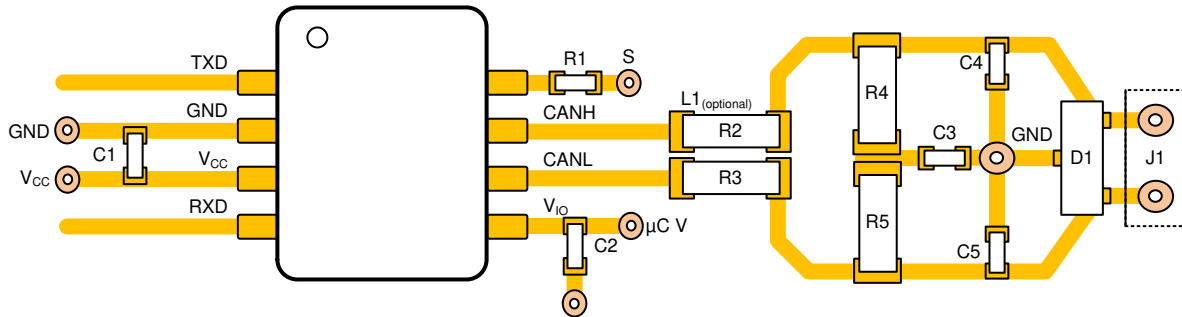 TXD
GND
GND
C1
VCC
VCC
RXD
R1
S
CANH
CANL
VIO
µC V
C2
L1(optional)
R2
R3
R4
R5
C3
C4
GND
C5
D1
J1